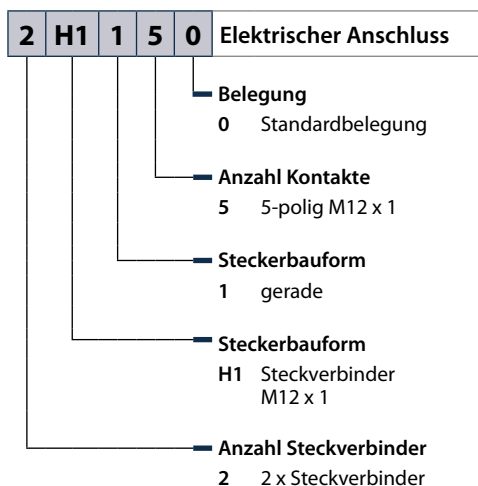 2 H1 1 5 0 Elektrischer Anschluss
Belegung
0 Standardbelegung
Anzahl Kontakte
5 5-polig M12 x 1
Steckerbauform
1 gerade
Steckerbauform
H1 Steckverbinder
M12 x 1
Anzahl Steckverbinder
2 2 x Steckverbinder